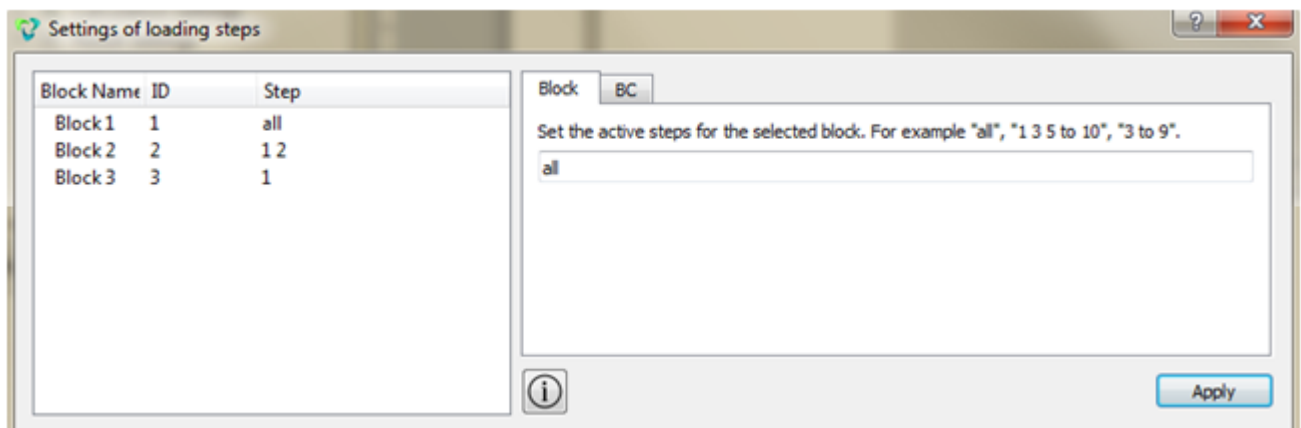 Settings of loading steps
?
X
Block Name ID Step
Block 1 1 all
Block 2 2 1 2
Block 3 3 1
Block BC
Set the active steps for the selected block. For example "all", "1 3 5 to 10", "3 to 9".
all
i
Apply